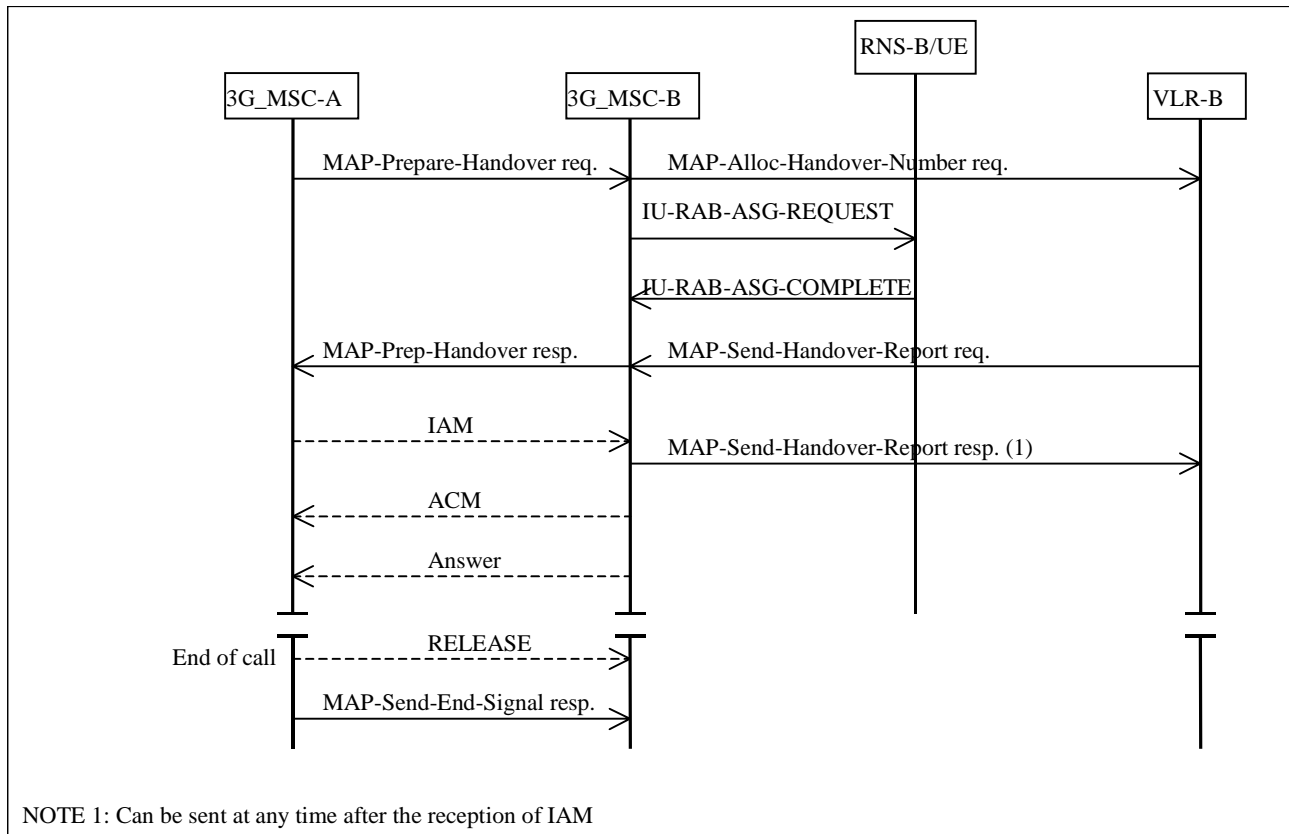 RNS-B/UE
3G_MSC-A
3G_MSC-B
VLR-B
MAP-Prepare-Handover req.
MAP-Alloc-Handover-Number req.
IU-RAB-ASG-REQUEST
IU-RAB-ASG-COMPLETE
MAP-Prep-Handover resp.
MAP-Send-Handover-Report req.
IAM
MAP-Send-Handover-Report resp. (1)
ACM
Answer
RELEASE
End of call
MAP-Send-End-Signal resp.
NOTE 1: Can be sent at any time after the reception of IAM